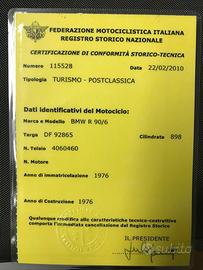 FEDERAZIONE MOTOCICLISTICA ITALIANA
REGISTRO STORICO NAZIONALE
CERTIFICAZIONE DI CONFORMITÀ STORICO-TECNICA
Numero 115528 Data 22/02/2010
Tipologia TURISMO - POSTCLASSICA
Dati identificativi del Motociclo:
Marca e Modello BMW R 90/6
Targa DF 92865 Cilindrata 898
N. Telaio 4060460
N. Motore
Anno di immatricolazione 1976
Anno di Costruzione 1976
Qualunque modifica alle caratteristiche tecnico-costruttive
comporta l'immediata cancellazione dal Registro Storico
IL PRESIDENTE
subito